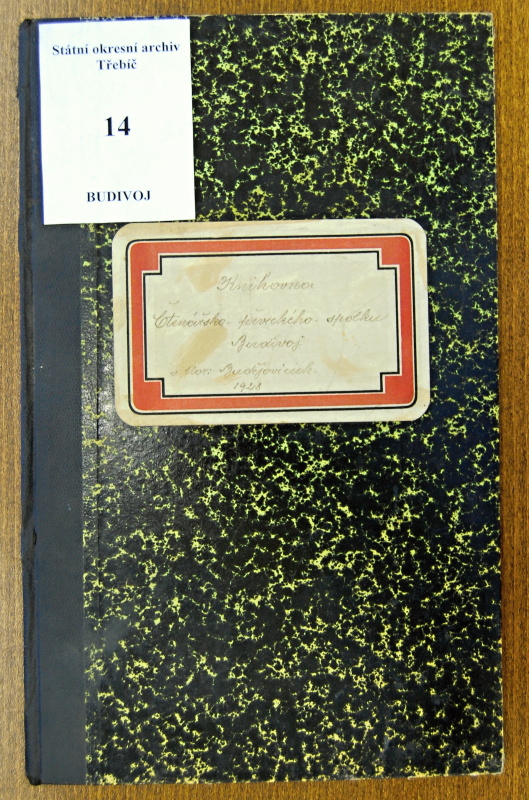 Státní okresní archiv
Třebíč
14
BUDIVOJ
Knihovna
Čtenářsko-pěveckého spolku
Budivoj
v Mor. Budějovicích.
1928